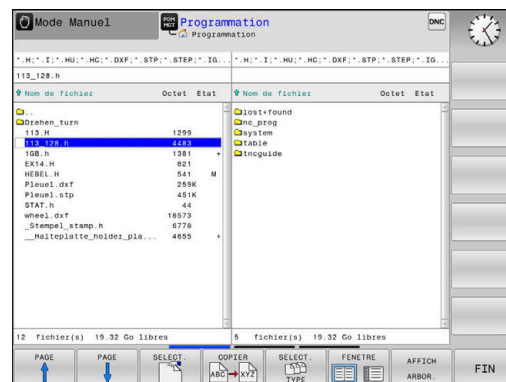 Mode Manuel
PGM
MGT
Programmation
Programmation
DNC
*.H;*.I;*.HU;*.HC;*.DXF;*.STP;*.STEP;*.IG...
113_128.h
Nom de fichier Octet Etat
..
Drehen_turn
113.H 1299
113_128.h 4483
1GB.h 1381 +
EX14.H 821
HEBEL.H 541 M
Pleuel.dxf 259K
Pleuel.stp 451K
STAT.h 44
wheel.dxf 16573
_Stempel_stamp.h 6778
__Halteplatte_holder_pla... 4655 +
12 fichier(s) 19.32 Go libres
*.H;*.I;*.HU;*.HC;*.DXF;*.STP;*.STEP;*.IG...
Nom de fichier Octet Etat
lost+found
nc_prog
system
table
tncguide
5 fichier(s) 19.32 Go libres
PAGE
PAGE
SELECT.
COPIER
ABC XYZ
SELECT.
TYPE
FENETRE
AFFICH
ARBOR.
FIN